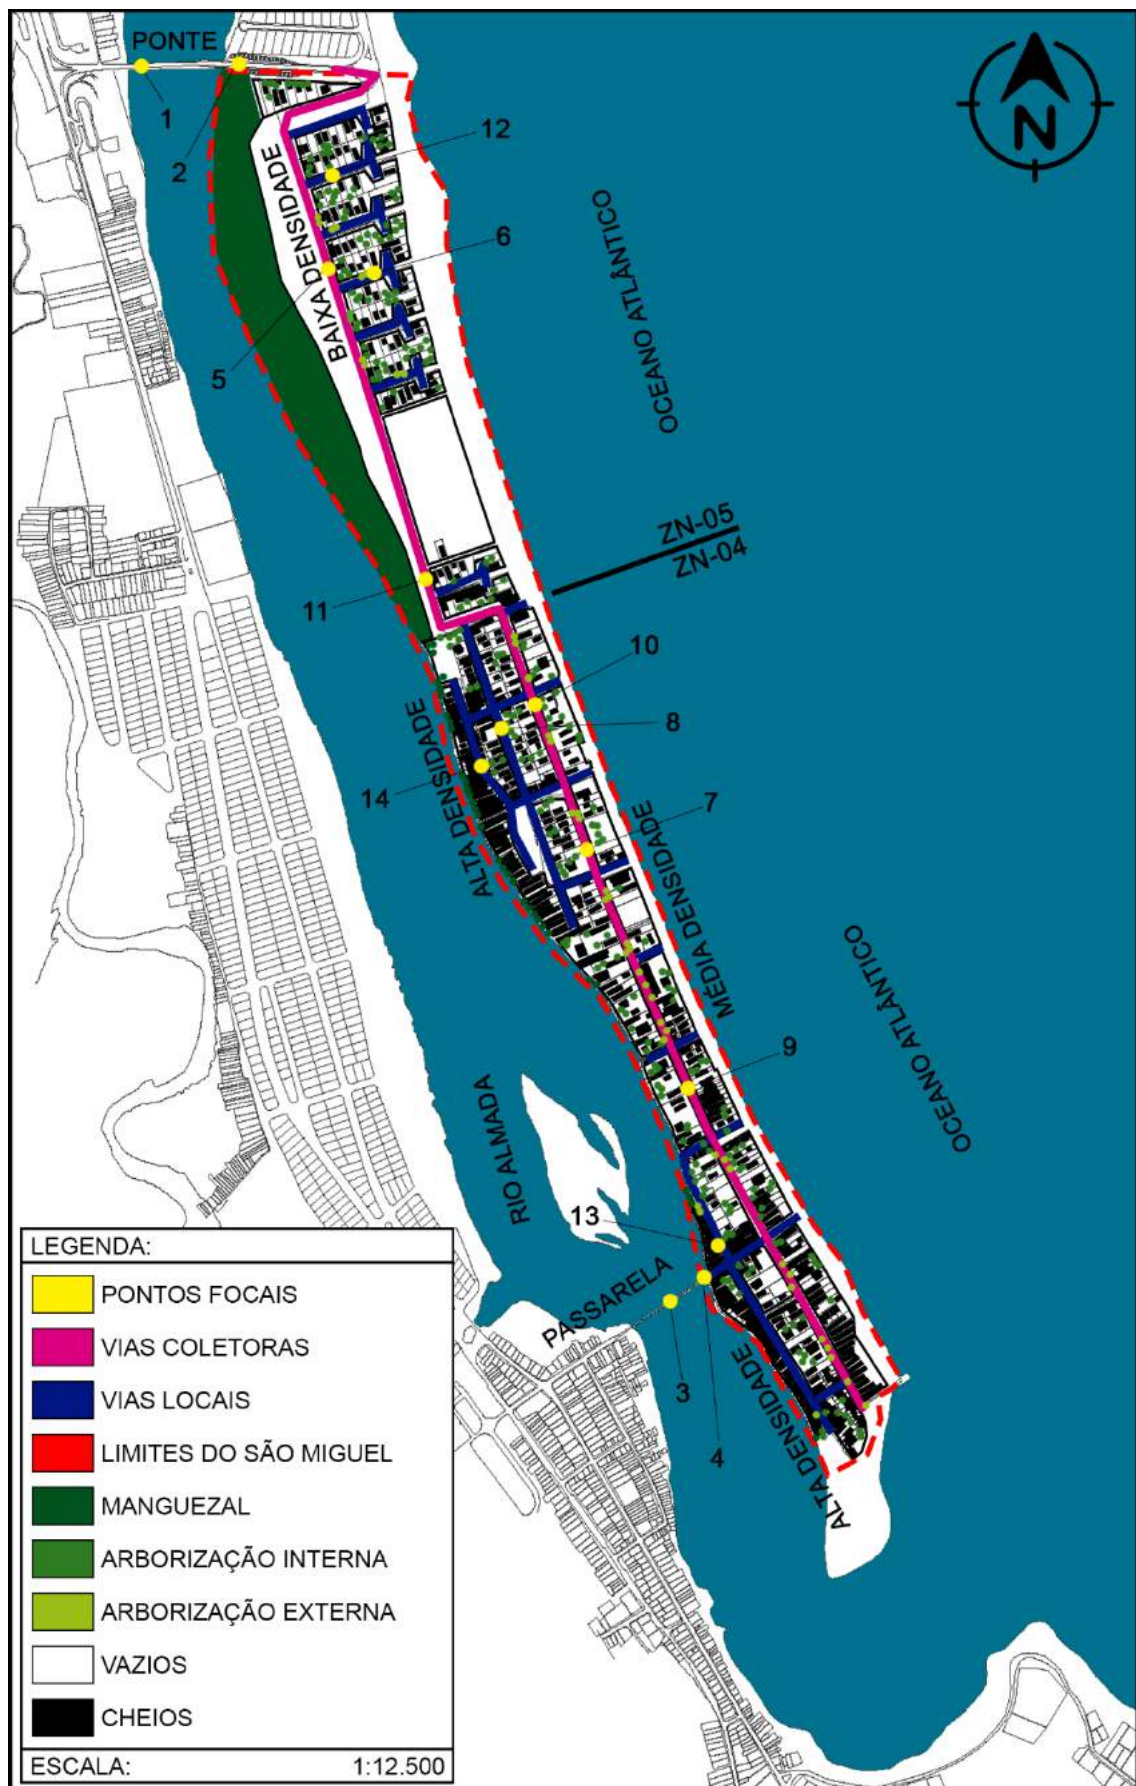 PONTE
1
2
12
N
BAIXA DENSIDADE
6
OCEANO ATLÂNTICO
5
ZN-05
ZN-04
11
10
8
ALTA DENSIDADE
14
7
MÉDIA DENSIDADE
OCEANO ATLÂNTICO
9
RIO ALMADA
13
PASSARELA
3
4
ALTA DENSIDADE
LEGENDA:
PONTOS FOCAIS
VIAS COLETORAS
VIAS LOCAIS
LIMITES DO SÃO MIGUEL
MANGUEZAL
ARBORIZAÇÃO INTERNA
ARBORIZAÇÃO EXTERNA
VAZIOS
CHEIOS
ESCALA: 1:12.500